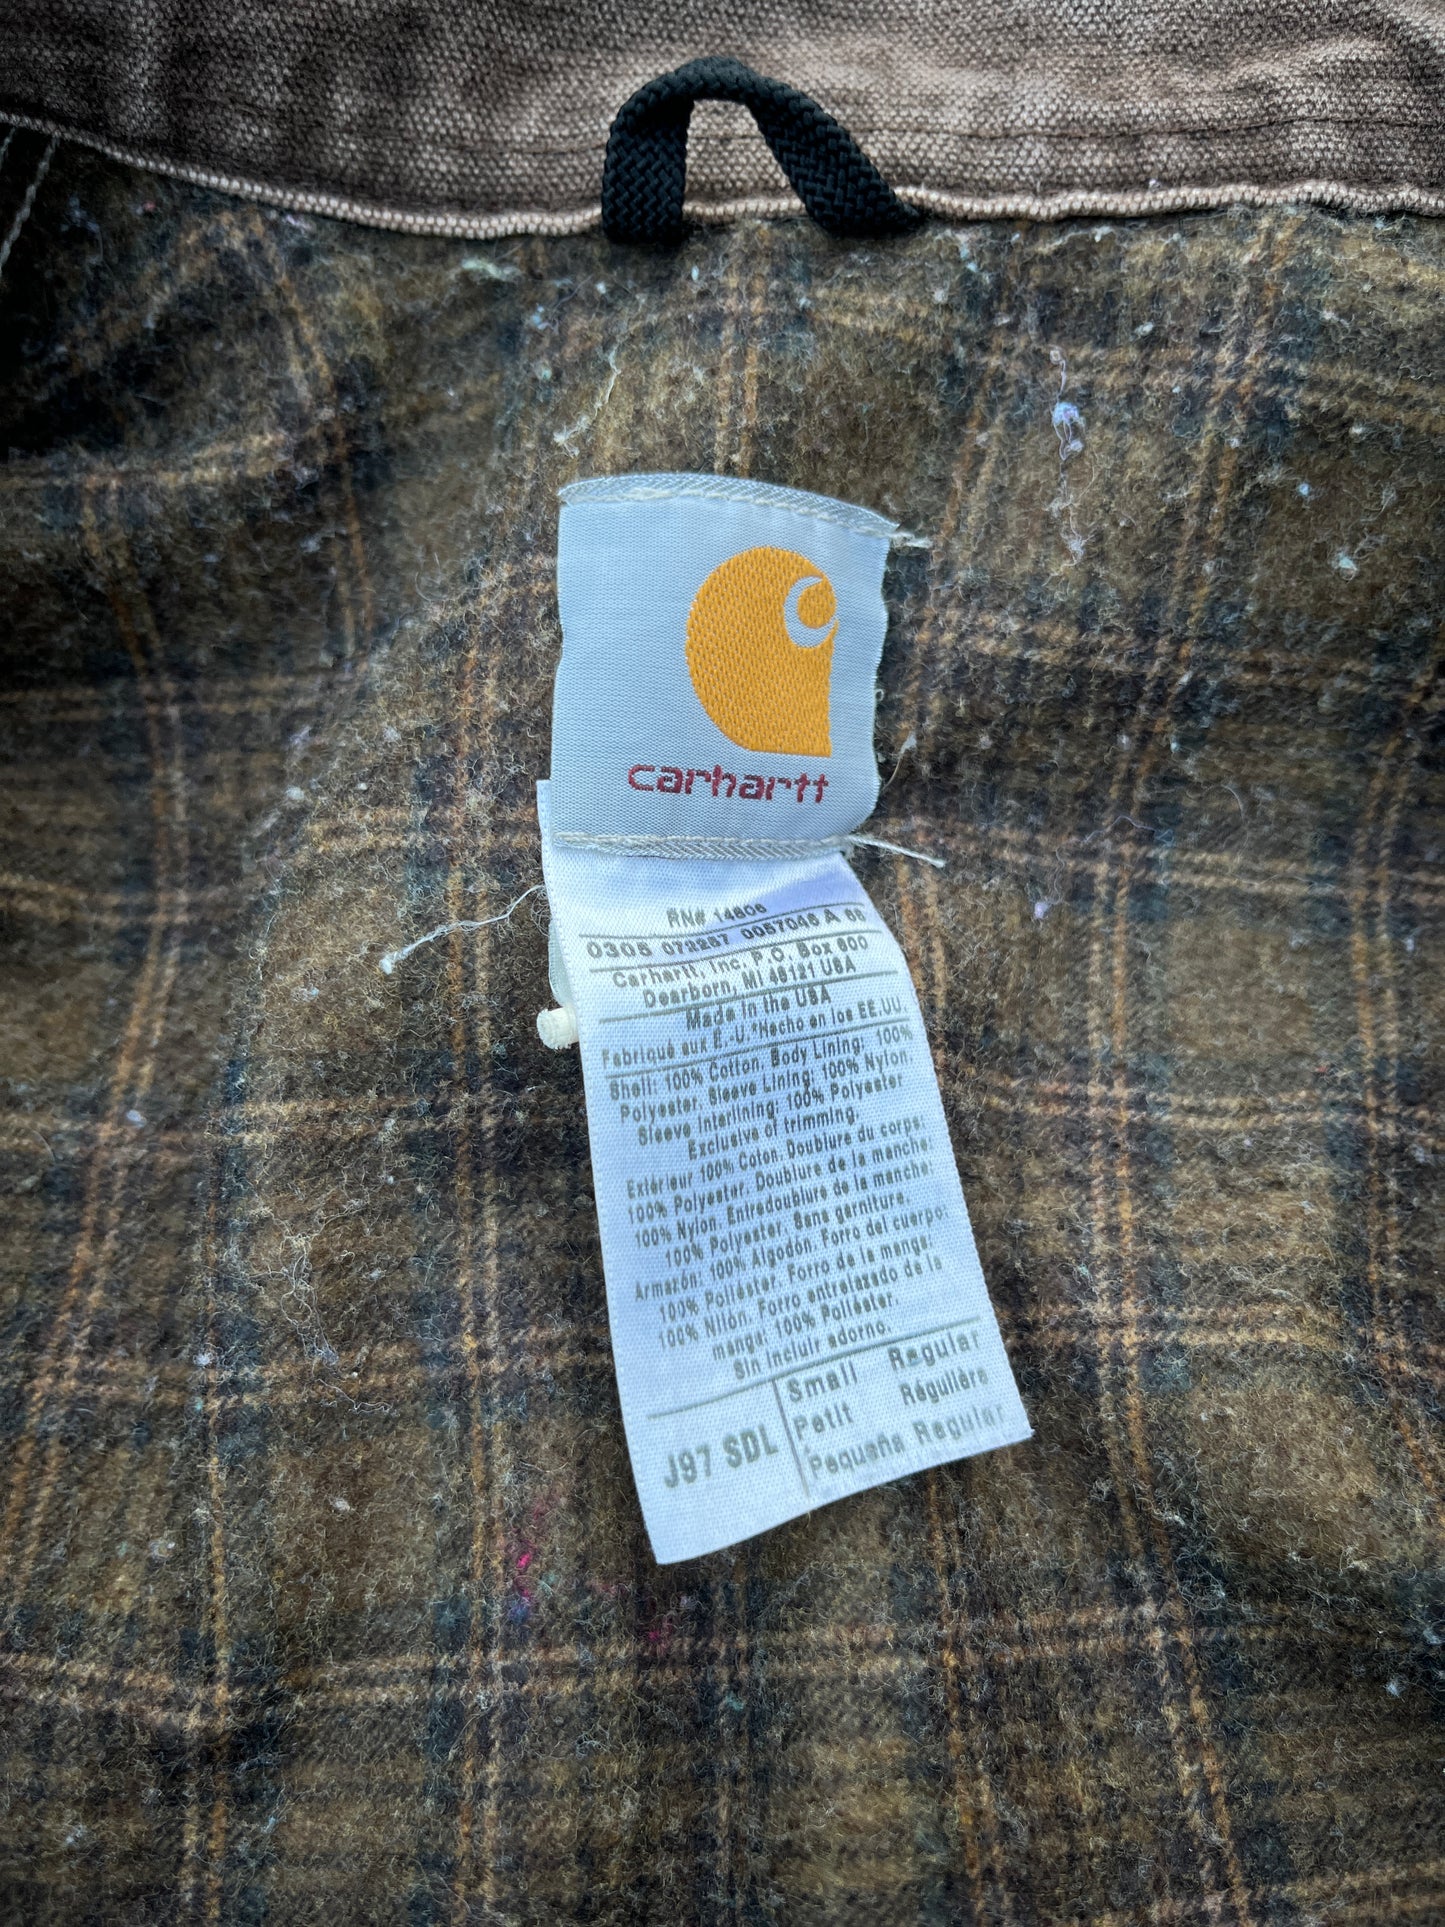 carhartt
RN# 14806
0305 073287 0057046 A 66
Carhartt, Inc. P.O. Box 600
Dearborn, MI 48121 USA
Made in the USA
Fabriqué aux E.-U.*Hecho en los EE.UU.
Shell: 100% Cotton. Body Lining: 100%
Polyester. Sleeve Lining: 100% Nylon.
Sleeve Interlining: 100% Polyester
Exclusive of trimming.
Extérieur 100% Coton. Doublure du corps:
100% Polyester. Doublure de la manche:
100% Nylon. Entredoublure de la manche:
100% Polyester. Sans garniture.
Armazón: 100% Algodón. Forro del cuerpo:
100% Poliéster. Forro de la manga:
100% Nilón. Forro entrelazado de la
manga: 100% Poliéster.
Sin incluir adorno.
J97 SDL
Small Regular
Petit Régulière
Pequeña Regular